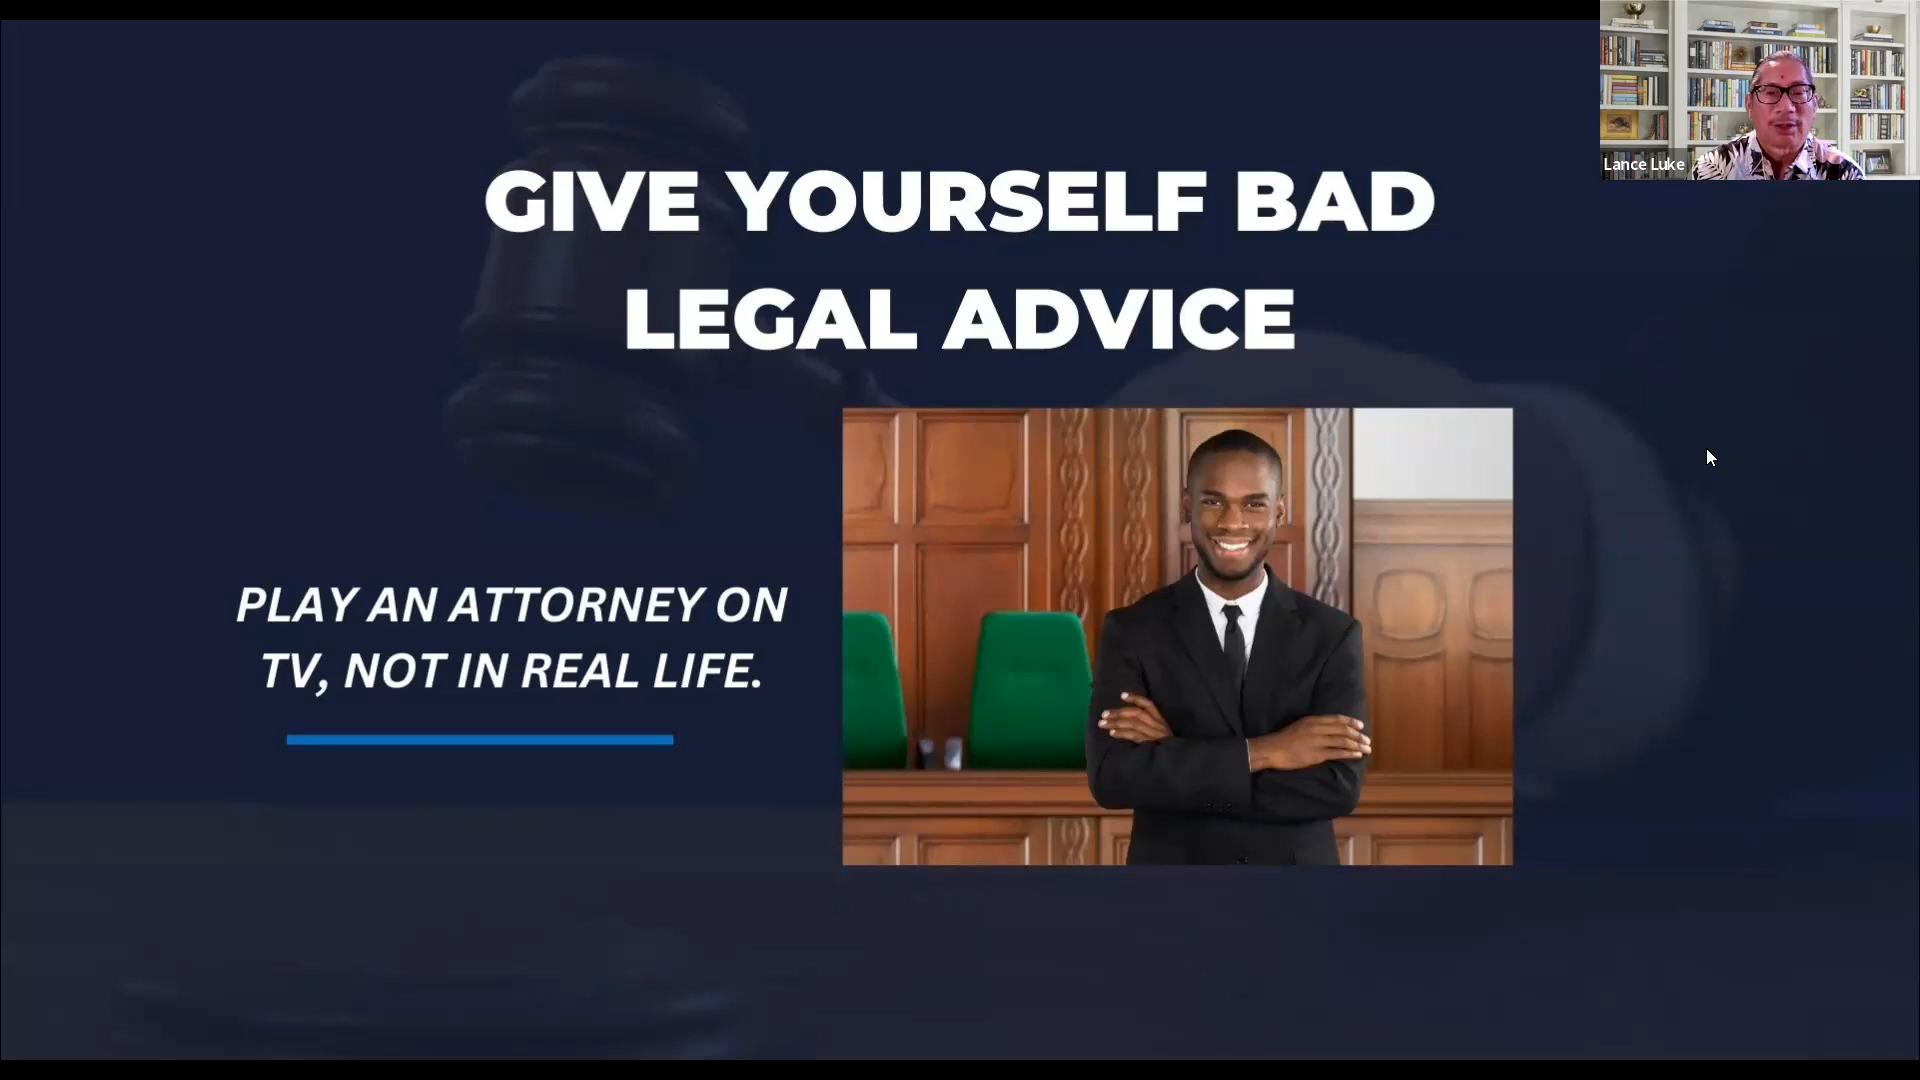 GIVE YOURSELF BAD
LEGAL ADVICE
Lance Luke
PLAY AN ATTORNEY ON
TV, NOT IN REAL LIFE.